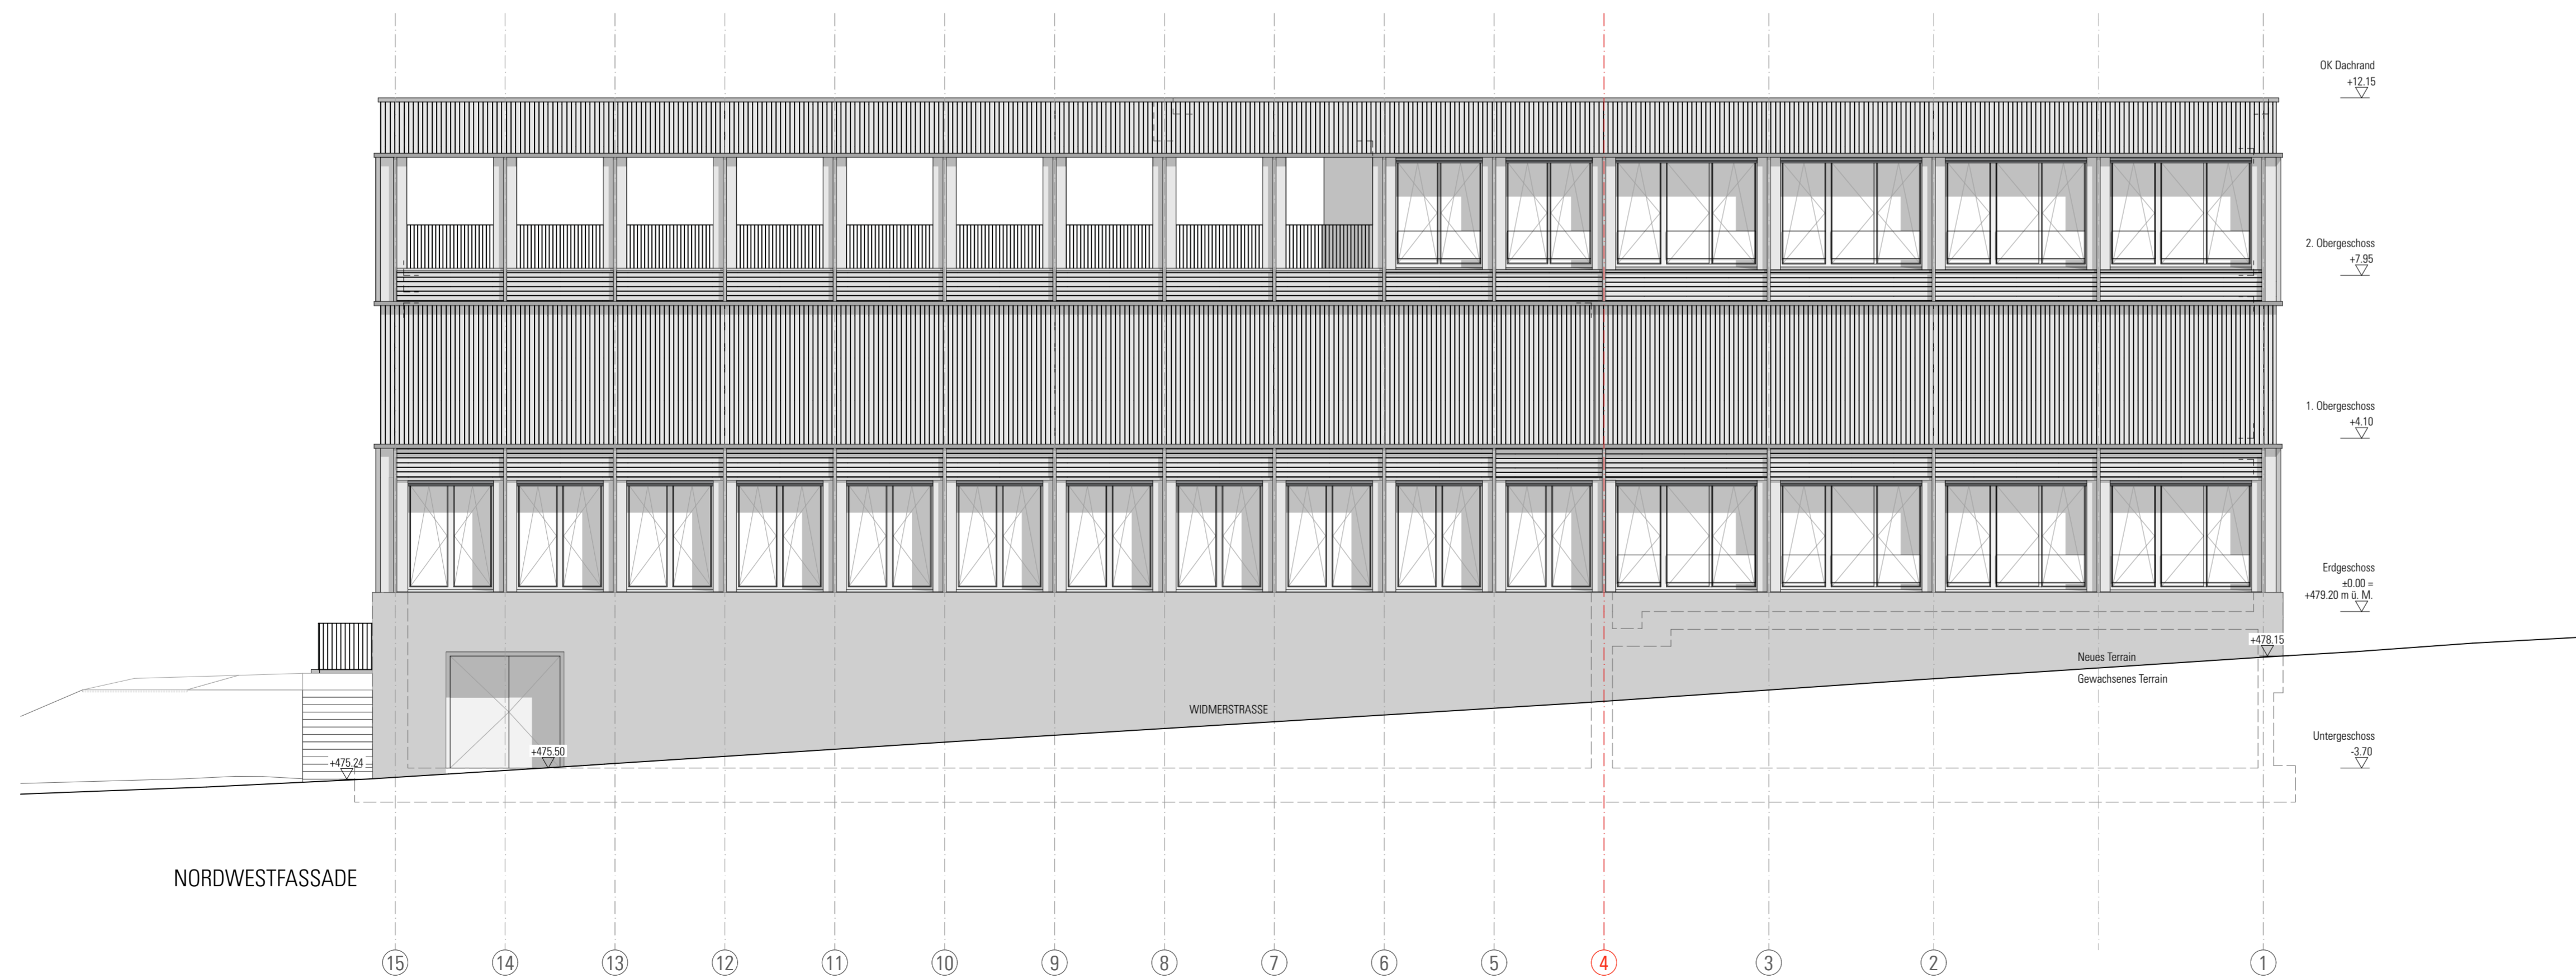 OK Dachrand
+12.15
2. Obergeschoss
+7.95
1. Obergeschoss
+4.10
Erdgeschoss
±0.00 =
+479.20 m ü. M.
+478.15
Neues Terrain
Gewachsenes Terrain
WIDMERSTRASSE
Untergeschoss
-3.70
+475.50
+475.24
NORDWESTFASSADE
15 14 13 12 11 10 9 8 7 6 5 4 3 2 1